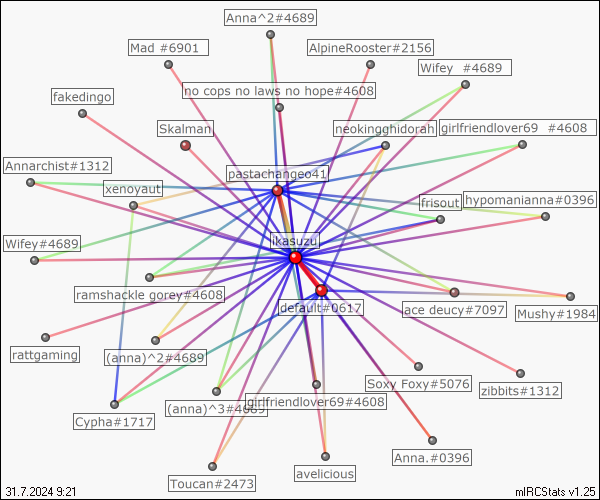 Anna^2#4689
Mad #6901
AlpineRooster#2156
Wifey #4689
no cops no laws no hope#4608
fakedingo
Skalman
neokingghidorah
girlfriendlover69 #4608
Annarchist#1312
pastachangeo41
xenoyaut
frisout
hypomanianna#0396
Wifey#4689
likasuzu
ramshackle gorey#4608
default#0617
ace deucy#7097
Mushy#1984
rattgaming
(anna)^2#4689
Soxy Foxy#5076
zibbits#1312
Cypha#1717
(anna)^3#4689
girlfriendlover69#4608
Anna.#0396
Toucan#2473
avelicious
31.7.2024 9:21
mIRCStats v1.25